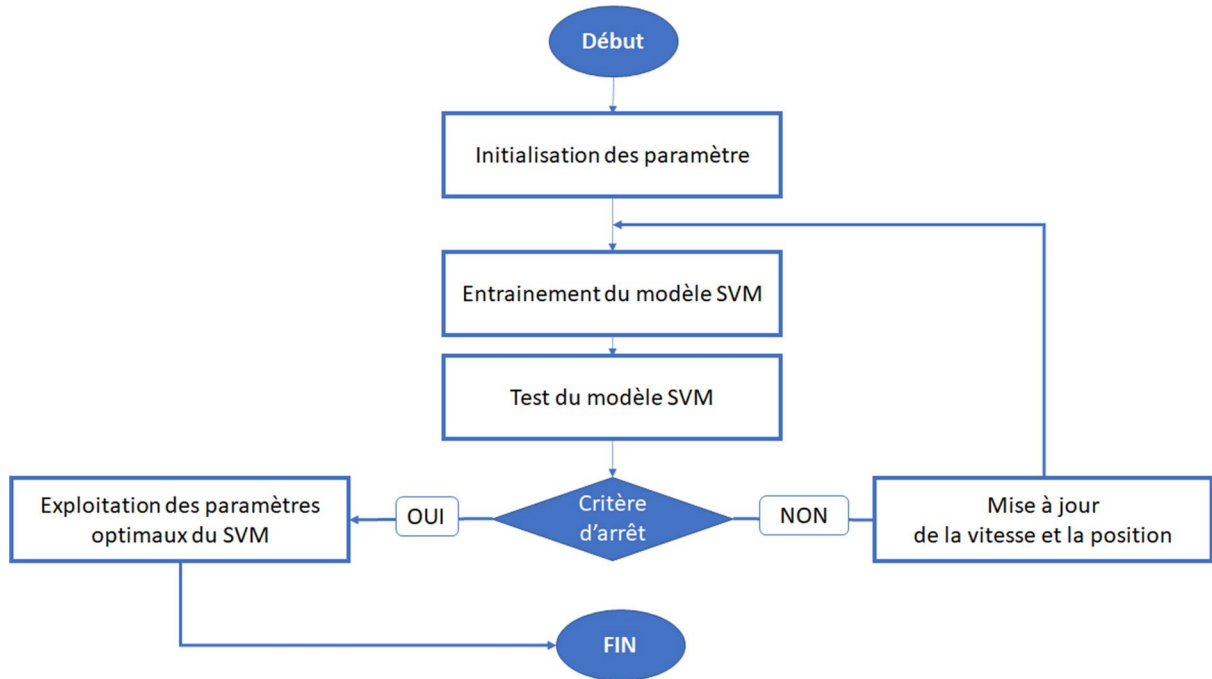 Début
Initialisation des paramètre
Entrainement du modèle SVM
Test du modèle SVM
Critère
d'arrêt
OUI
NON
Exploitation des paramètres
optimaux du SVM
Mise à jour
de la vitesse et la position
FIN